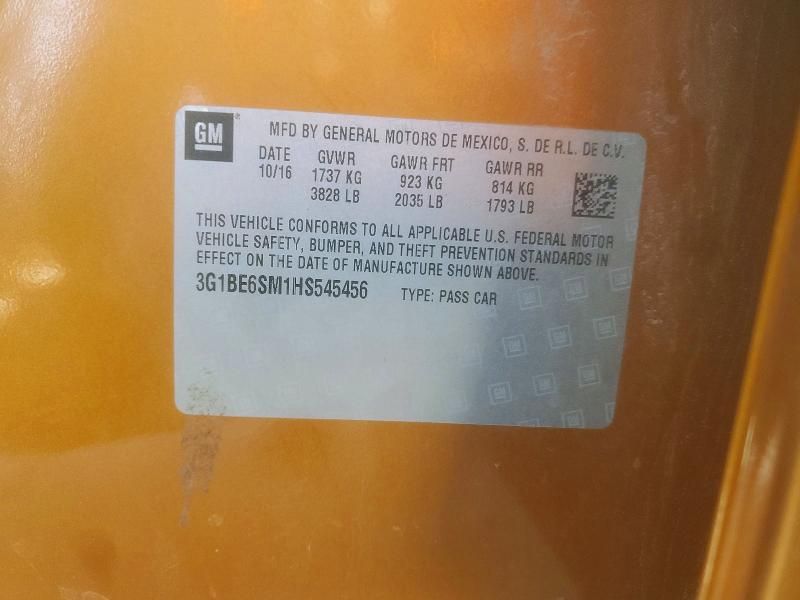 GM
MFD BY GENERAL MOTORS DE MEXICO, S. DE R.L. DE C.V.
DATE GVWR GAWR FRT GAWR RR
10/16 1737 KG 923 KG 814 KG
3828 LB 2035 LB 1793 LB
THIS VEHICLE CONFORMS TO ALL APPLICABLE U.S. FEDERAL MOTOR
VEHICLE SAFETY, BUMPER, AND THEFT PREVENTION STANDARDS IN
EFFECT ON THE DATE OF MANUFACTURE SHOWN ABOVE.
3G1BE6SM1HS545456 TYPE: PASS CAR